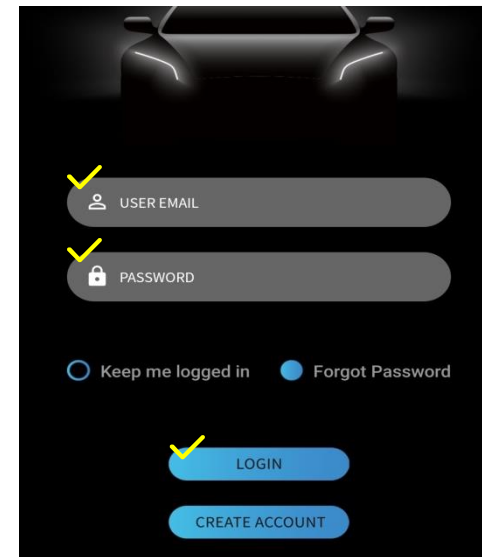 USER EMAIL
PASSWORD
Keep me logged in Forgot Password
LOGIN
CREATE ACCOUNT